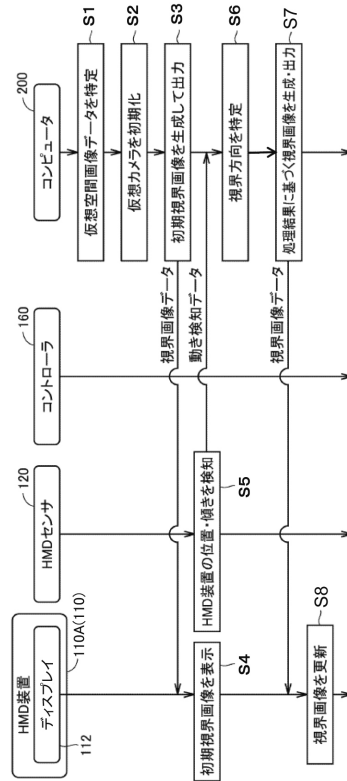 HMD装置
ディスプレイ
112
110A(110)
HMDセンサ
120
コントローラ
160
コンピュータ
200
仮想空間画像データを特定
S1
仮想カメラを初期化
S2
初期視界画像を生成して出力
S3
視界画像データ
初期視界画像を表示
S4
HMD装置の位置・傾きを検知
S5
動き検知データ
視界方向を特定
S6
処理結果に基づく視界画像を生成・出力
S7
視界画像データ
視界画像を更新
S8